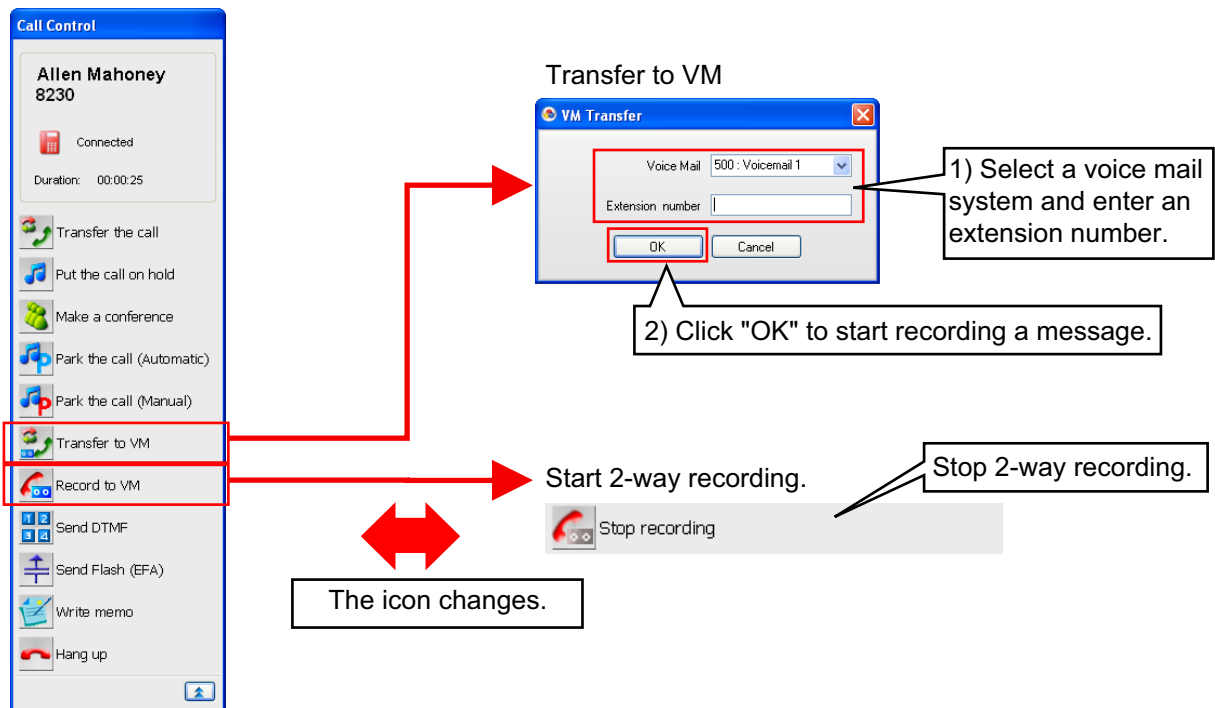 Call Control
Allen Mahoney
8230
Connected
Duration: 00:00:25
Transfer the call
Put the call on hold
Make a conference
Park the call (Automatic)
Park the call (Manual)
Transfer to VM
Record to VM
Send DTMF
Send Flash (EFA)
Write memo
Hang up
Transfer to VM
VM Transfer
Voice Mail 500 : Voicemail 1
Extension number
OK Cancel
1) Select a voice mail
system and enter an
extension number.
2) Click "OK" to start recording a message.
Start 2-way recording.
Stop 2-way recording.
Stop recording
The icon changes.